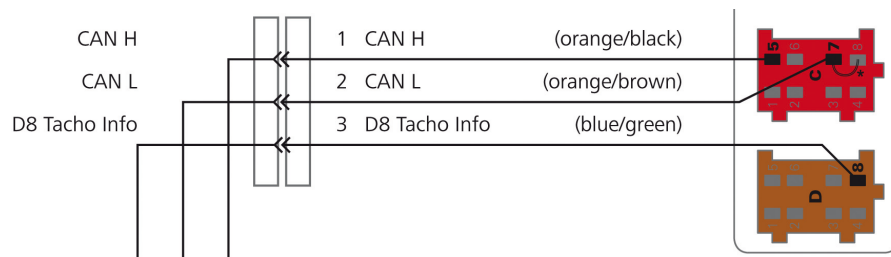 CAN H 1 CAN H (orange/black)
CAN L 2 CAN L (orange/brown)
D8 Tacho Info 3 D8 Tacho Info (blue/green)
5 6 7 8
C *
1 2 3 4
8
D